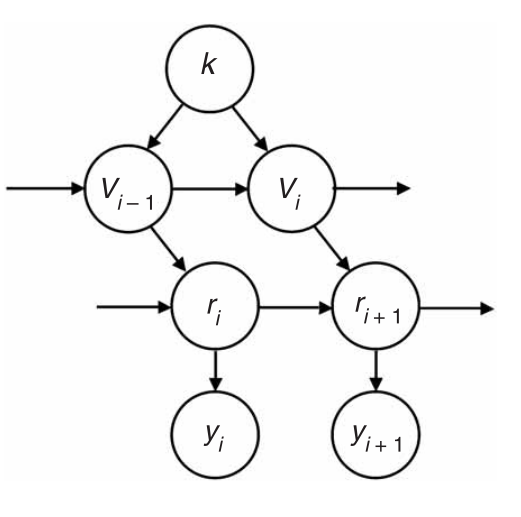 k
V_{i – 1} V_i
r_i r_{i + 1}
y_i y_{i + 1}